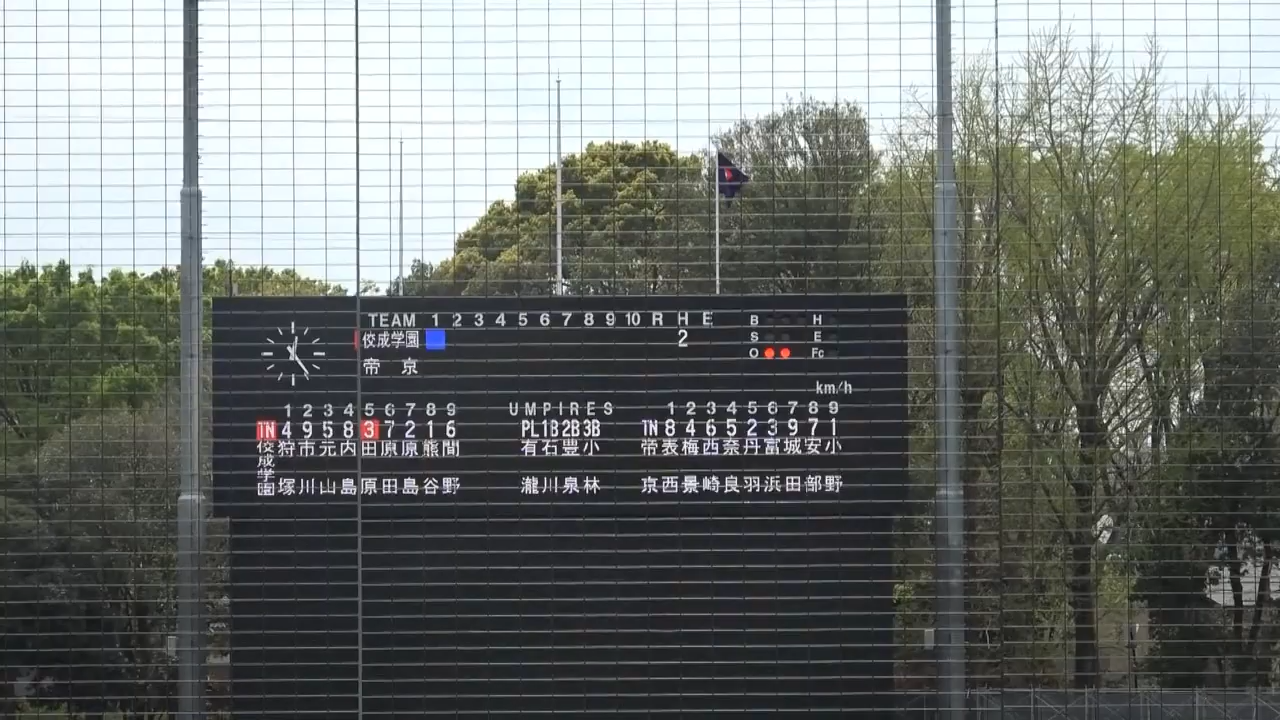 TEAM 1 2 3 4 5 6 7 8 9 10 R H E B H
佼成学園 2 S E
帝京 O Fc
km/h
1 2 3 4 5 6 7 8 9 UMPIRES 1 2 3 4 5 6 7 8 9
1N 4 9 5 8 3 7 2 1 6 PL 1B 2B 3B 1N 8 4 6 5 2 3 9 7 1
佼成学園 狩塚 市川 元山 内島 田原 原田 原島 熊谷 間野 有瀧 石川 豊泉 小林 帝京 表西 梅景 西崎 奈良 丹羽 富浜 城田 安部 小野